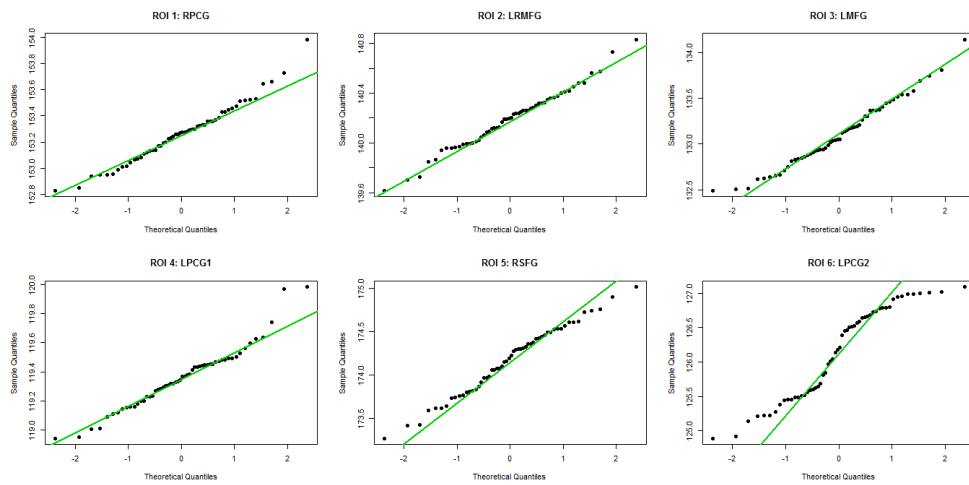 ROI 1: RPCG
ROI 2: LRMFG
ROI 3: LMFG
Sample Quantiles
152.8 153.0 153.2 153.4 153.6 153.8 154.0
-2 -1 0 1 2
Theoretical Quantiles
Sample Quantiles
139.6 140.0 140.4 140.8
-2 -1 0 1 2
Theoretical Quantiles
Sample Quantiles
132.5 133.0 133.5 134.0
-2 -1 0 1 2
Theoretical Quantiles
ROI 4: LPCG1
ROI 5: RSFG
ROI 6: LPCG2
Sample Quantiles
119.0 119.2 119.4 119.6 119.8 120.0
-2 -1 0 1 2
Theoretical Quantiles
Sample Quantiles
173.5 174.0 174.5 175.0
-2 -1 0 1 2
Theoretical Quantiles
Sample Quantiles
125.0 125.5 126.0 126.5 127.0
-2 -1 0 1 2
Theoretical Quantiles